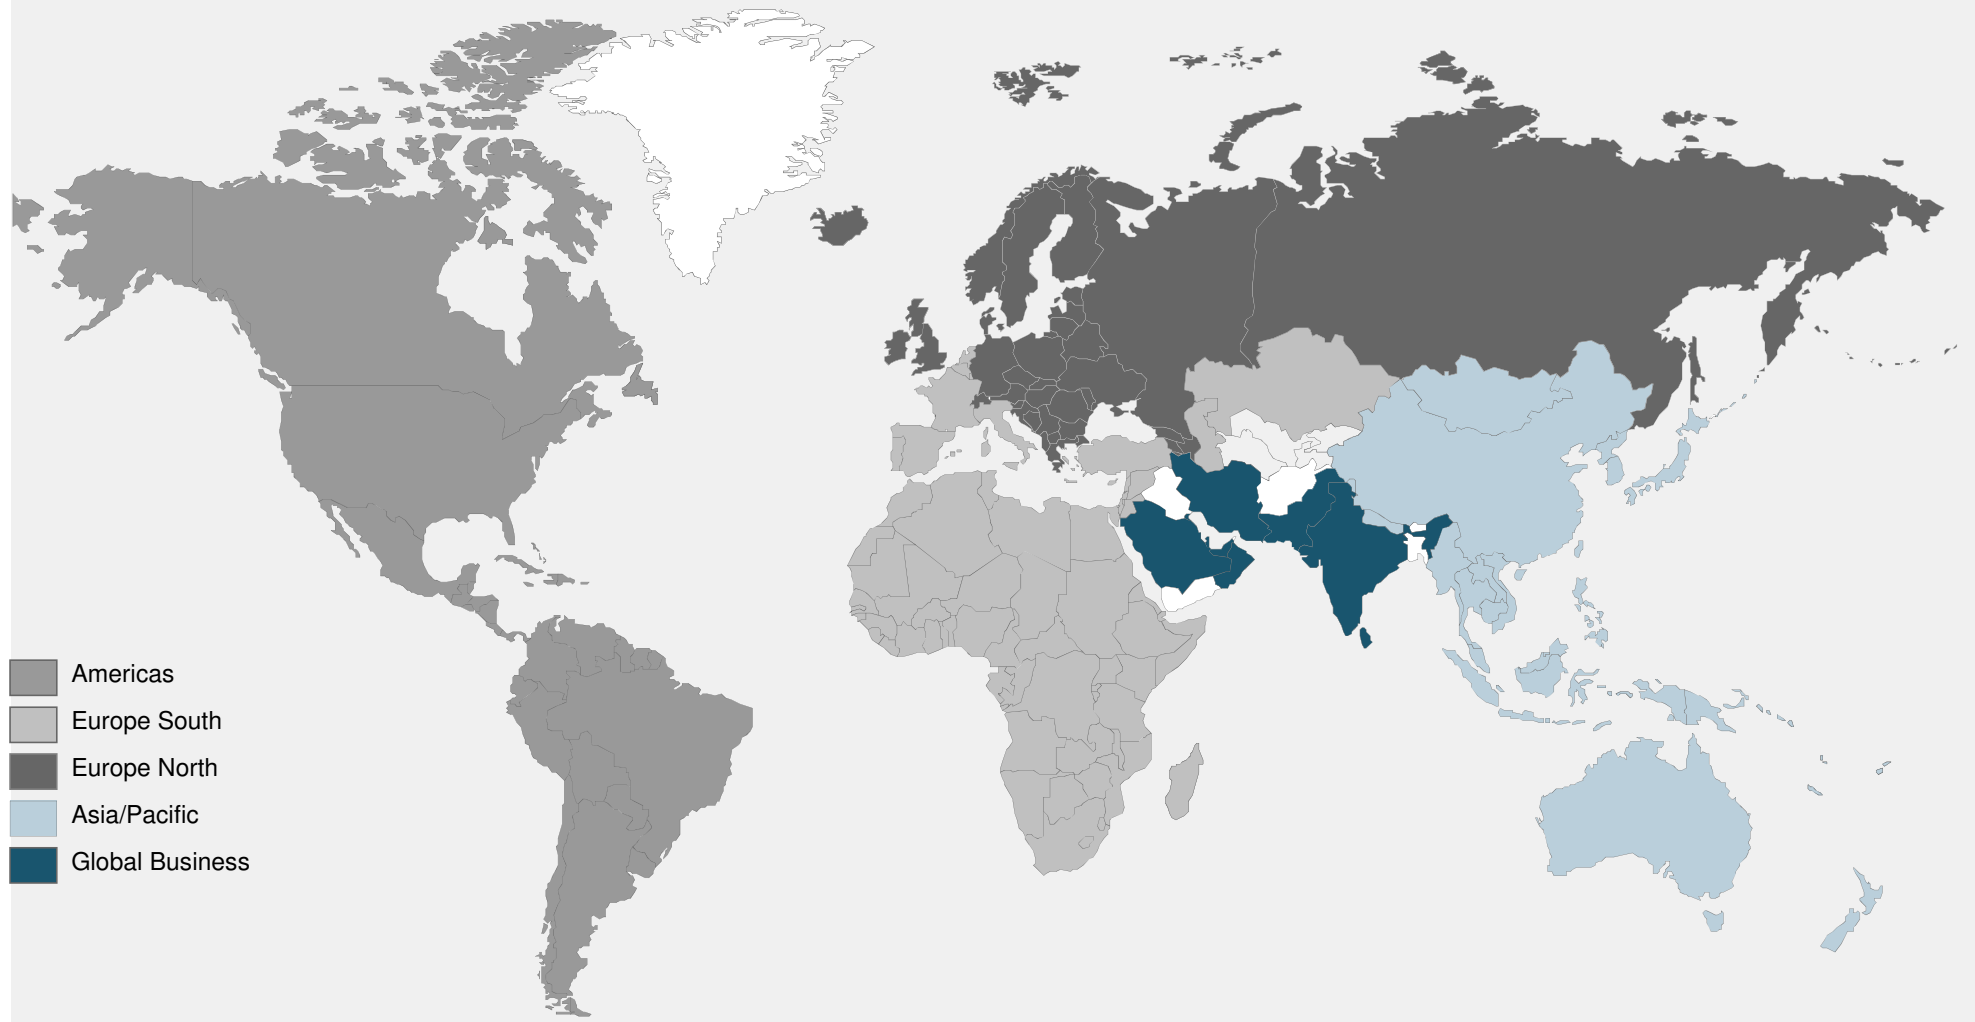 Americas
Europe South
Europe North
Asia/Pacific
Global Business